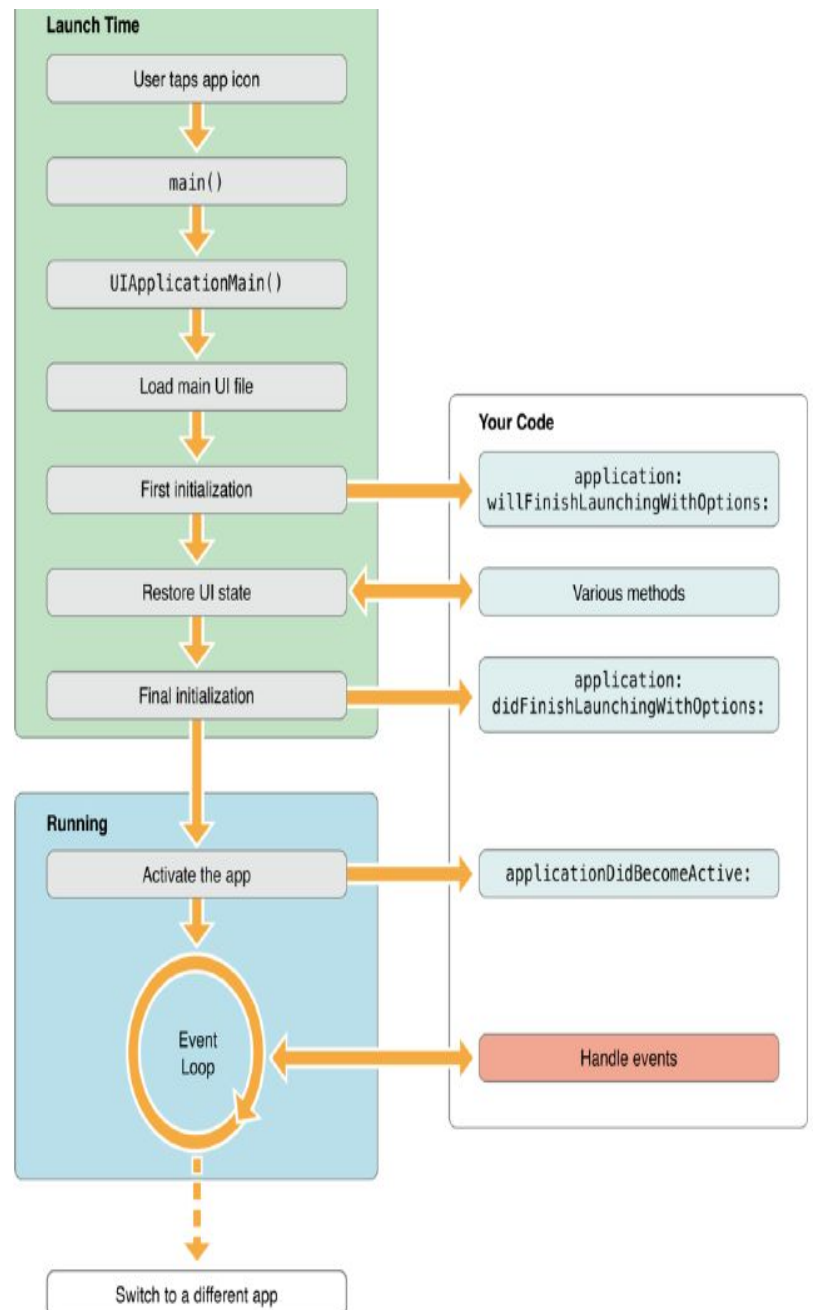 Launch Time
User taps app icon
main()
UIApplicationMain()
Load main UI file
First initialization
Restore UI state
Final initialization
Your Code
application:
willFinishLaunchingWithOptions:
Various methods
application:
didFinishLaunchingWithOptions:
Running
Activate the app
applicationDidBecomeActive:
Event
Loop
Handle events
Switch to a different app